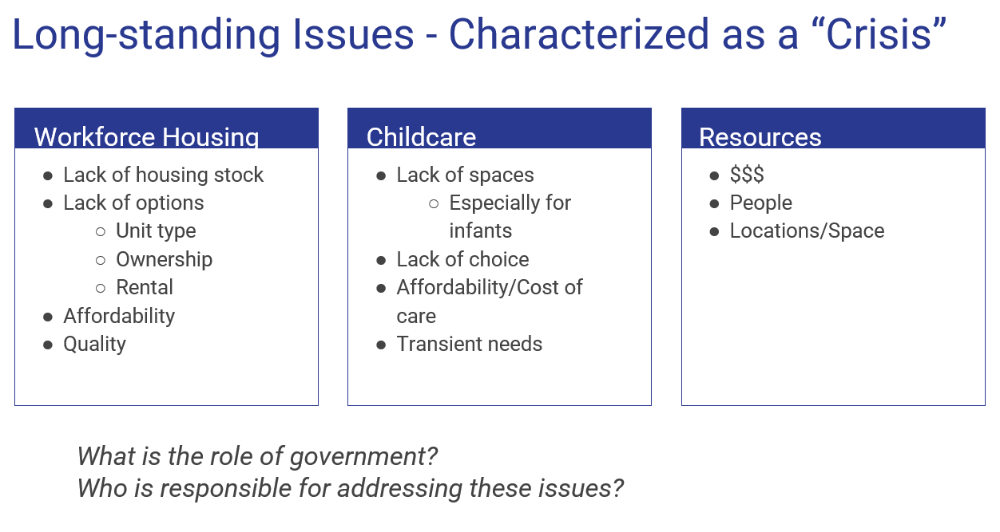 Long-standing Issues - Characterized as a “Crisis”
Workforce Housing
● Lack of housing stock
● Lack of options
○ Unit type
○ Ownership
○ Rental
● Affordability
● Quality
Childcare
● Lack of spaces
○ Especially for
infants
● Lack of choice
● Affordability/Cost of
care
● Transient needs
Resources
● $$$
● People
● Locations/Space
What is the role of government?
Who is responsible for addressing these issues?